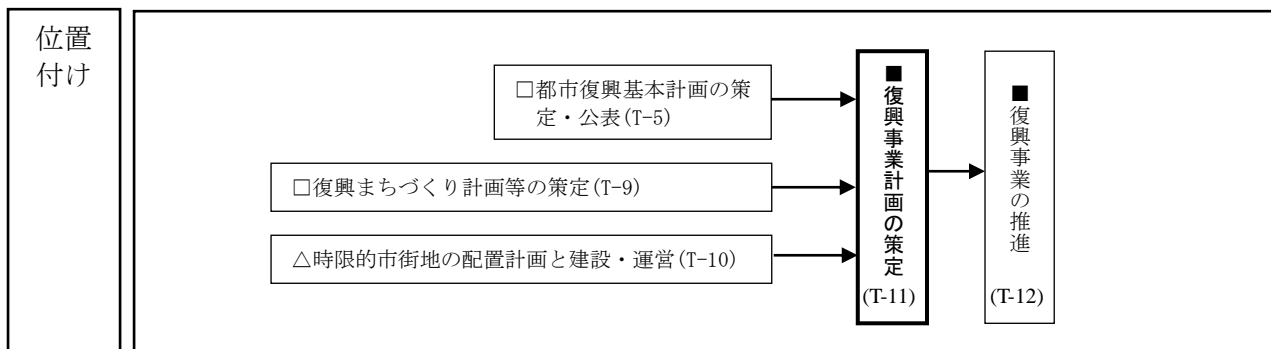 位置
付け
□都市復興基本計画の策
定・公表(T-5)
□復興まちづくり計画等の策定(T-9)
△時限的市街地の配置計画と建設・運営(T-10)
■復興事業計画の策定
(T-11)
■復興事業の推進
(T-12)